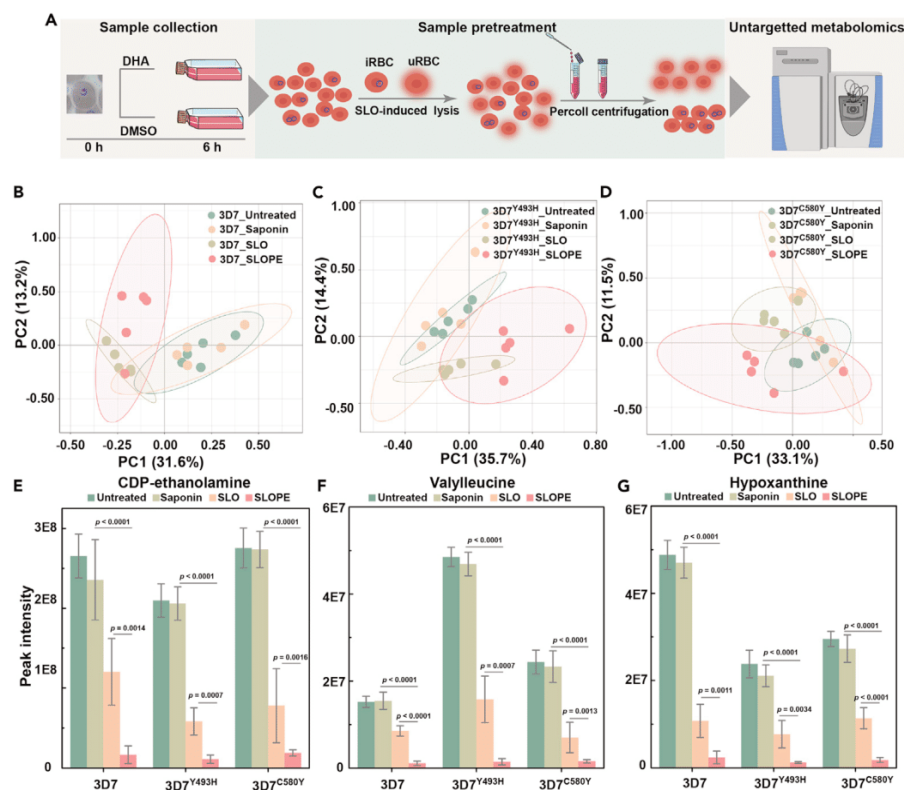 A
Sample collection
Sample pretreatment
Untargetted metabolomics
DHA
DMSO
0 h
6 h
iRBC
uRBC
SLO-induced lysis
Percoll centrifugation
B
3D7_Untreated
3D7_Saponin
3D7_SLO
3D7_SLOPE
PC2 (13.2%)
1.00
0.50
0.00
-0.50
-0.50
-0.25
0.00
0.25
0.50
PC1 (31.6%)
C
3D7Y493H_Untreated
3D7Y493H_Saponin
3D7Y493H_SLO
3D7Y493H_SLOPE
PC2 (14.4%)
1.00
0.50
0.00
0.50
-0.40
0.00
0.40
0.80
PC1 (35.7%)
D
3D7C580Y_Untreated
3D7C580Y_Saponin
3D7C580Y_SLO
3D7C580Y_SLOPE
PC2 (11.5%)
1.00
0.50
0.00
0.50
-1.00
-0.50
0.00
0.50
PC1 (33.1%)
E
CDP-ethanolamine
Untreated Saponin SLO SLOPE
Peak intensity
3E8
2E8
1E8
0
p < 0.0001
p = 0.0014
p < 0.0001
p = 0.0007
p < 0.0001
p = 0.0016
3D7
3D7Y493H
3D7C580Y
F
Valylleucine
Untreated Saponin SLO SLOPE
6E7
4E7
2E7
0
p < 0.0001
p < 0.0001
p < 0.0001
p = 0.0007
p < 0.0001
p = 0.0013
3D7
3D7Y493H
3D7C580Y
G
Hypoxanthine
Untreated Saponin SLO SLOPE
6E7
4E7
2E7
0
p < 0.0001
p = 0.0011
p < 0.0001
p = 0.0034
p < 0.0001
p < 0.0001
3D7
3D7Y493H
3D7C580Y